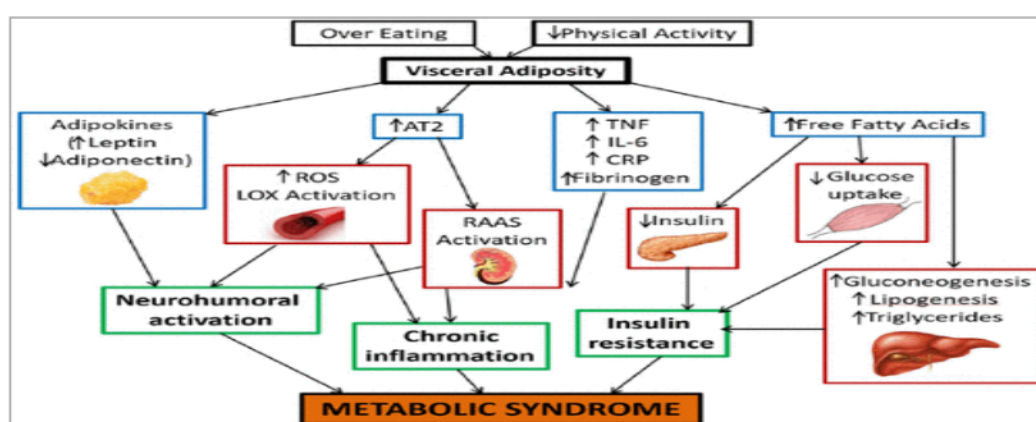 Over Eating
↓Physical Activity
Visceral Adiposity
Adipokines
(↑Leptin
↓Adiponectin)
↑AT2
↑ TNF
↑ IL-6
↑ CRP
↑Fibrinogen
↑Free Fatty Acids
↑ ROS
LOX Activation
RAAS
Activation
↓Insulin
↓ Glucose
uptake
↑Gluconeogenesis
↑ Lipogenesis
↑Triglycerides
Neurohumoral
activation
Chronic
inflammation
Insulin
resistance
METABOLIC SYNDROME